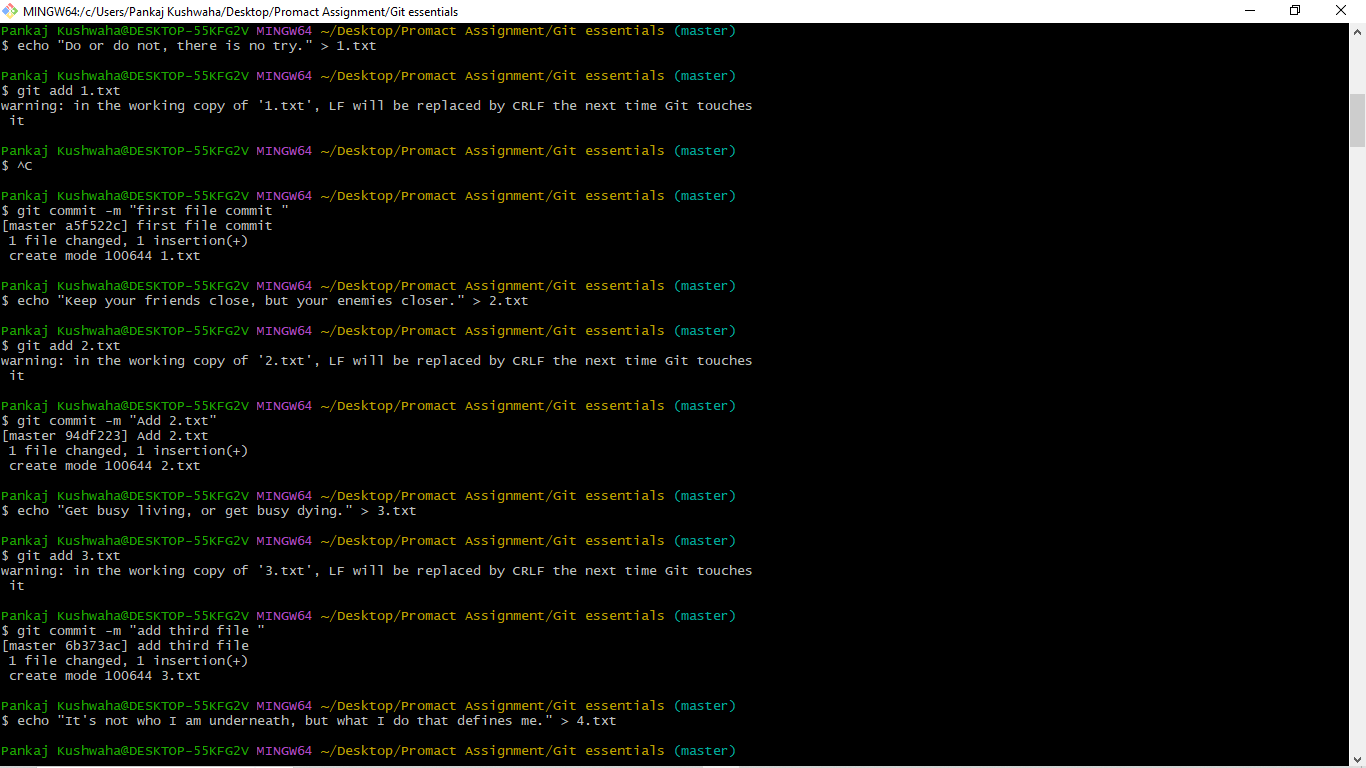 MINGW64:/c/Users/Pankaj Kushwaha/Desktop/Promact Assignment/Git essentials
Pankaj Kushwaha@DESKTOP-55KFG2V MINGW64 ~/Desktop/Promact Assignment/Git essentials (master)
$ echo "Do or do not, there is no try." > 1.txt
Pankaj Kushwaha@DESKTOP-55KFG2V MINGW64 ~/Desktop/Promact Assignment/Git essentials (master)
$ git add 1.txt
warning: in the working copy of '1.txt', LF will be replaced by CRLF the next time Git touches
it
Pankaj Kushwaha@DESKTOP-55KFG2V MINGW64 ~/Desktop/Promact Assignment/Git essentials (master)
$ ^C
Pankaj Kushwaha@DESKTOP-55KFG2V MINGW64 ~/Desktop/Promact Assignment/Git essentials (master)
$ git commit -m "first file commit "
[master a5f522c] first file commit
1 file changed, 1 insertion(+)
create mode 100644 1.txt
Pankaj Kushwaha@DESKTOP-55KFG2V MINGW64 ~/Desktop/Promact Assignment/Git essentials (master)
$ echo "Keep your friends close, but your enemies closer." > 2.txt
Pankaj Kushwaha@DESKTOP-55KFG2V MINGW64 ~/Desktop/Promact Assignment/Git essentials (master)
$ git add 2.txt
warning: in the working copy of '2.txt', LF will be replaced by CRLF the next time Git touches
it
Pankaj Kushwaha@DESKTOP-55KFG2V MINGW64 ~/Desktop/Promact Assignment/Git essentials (master)
$ git commit -m "Add 2.txt"
[master 94df223] Add 2.txt
1 file changed, 1 insertion(+)
create mode 100644 2.txt
Pankaj Kushwaha@DESKTOP-55KFG2V MINGW64 ~/Desktop/Promact Assignment/Git essentials (master)
$ echo "Get busy living, or get busy dying." > 3.txt
Pankaj Kushwaha@DESKTOP-55KFG2V MINGW64 ~/Desktop/Promact Assignment/Git essentials (master)
$ git add 3.txt
warning: in the working copy of '3.txt', LF will be replaced by CRLF the next time Git touches
it
Pankaj Kushwaha@DESKTOP-55KFG2V MINGW64 ~/Desktop/Promact Assignment/Git essentials (master)
$ git commit -m "add third file "
[master 6b373ac] add third file
1 file changed, 1 insertion(+)
create mode 100644 3.txt
Pankaj Kushwaha@DESKTOP-55KFG2V MINGW64 ~/Desktop/Promact Assignment/Git essentials (master)
$ echo "It's not who I am underneath, but what I do that defines me." > 4.txt
Pankaj Kushwaha@DESKTOP-55KFG2V MINGW64 ~/Desktop/Promact Assignment/Git essentials (master)